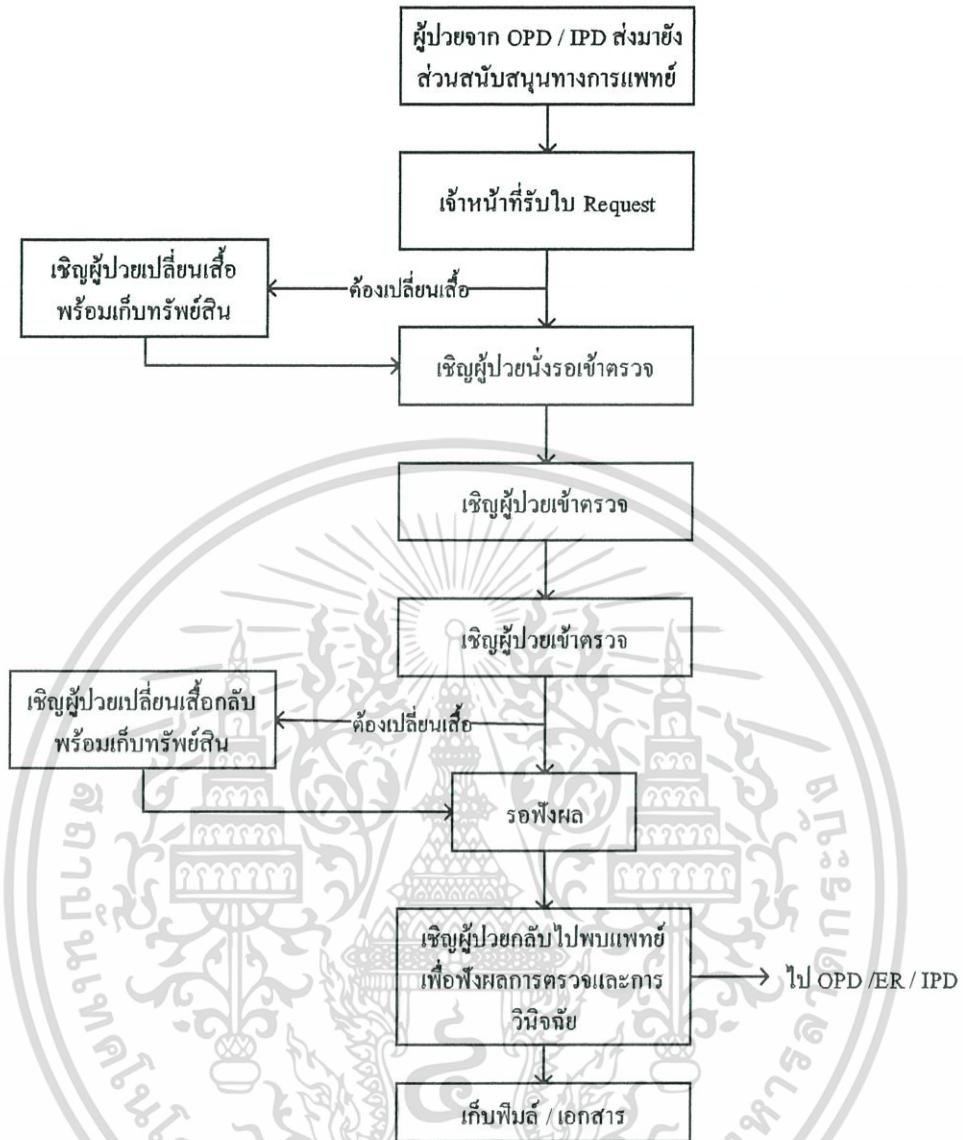 ผู้ป่วยจาก OPD / IPD ส่งมายัง
ส่วนสนับสนุนทางการแพทย์
เจ้าหน้าที่รับใบ Request
เชิญผู้ป่วยเปลี่ยนเสื้อ
พร้อมเก็บทรัพย์สิน
ต้องเปลี่ยนเสื้อ
เชิญผู้ป่วยนั่งรอเข้าตรวจ
เชิญผู้ป่วยเข้าตรวจ
เชิญผู้ป่วยเข้าตรวจ
เชิญผู้ป่วยเปลี่ยนเสื้อกลับ
พร้อมเก็บทรัพย์สิน
ต้องเปลี่ยนเสื้อ
รอฟังผล
เชิญผู้ป่วยกลับไปพบแพทย์
เพื่อฟังผลการตรวจและการ
วินิจฉัย
ไป OPD /ER / IPD
เก็บฟิมล์ / เอกสาร